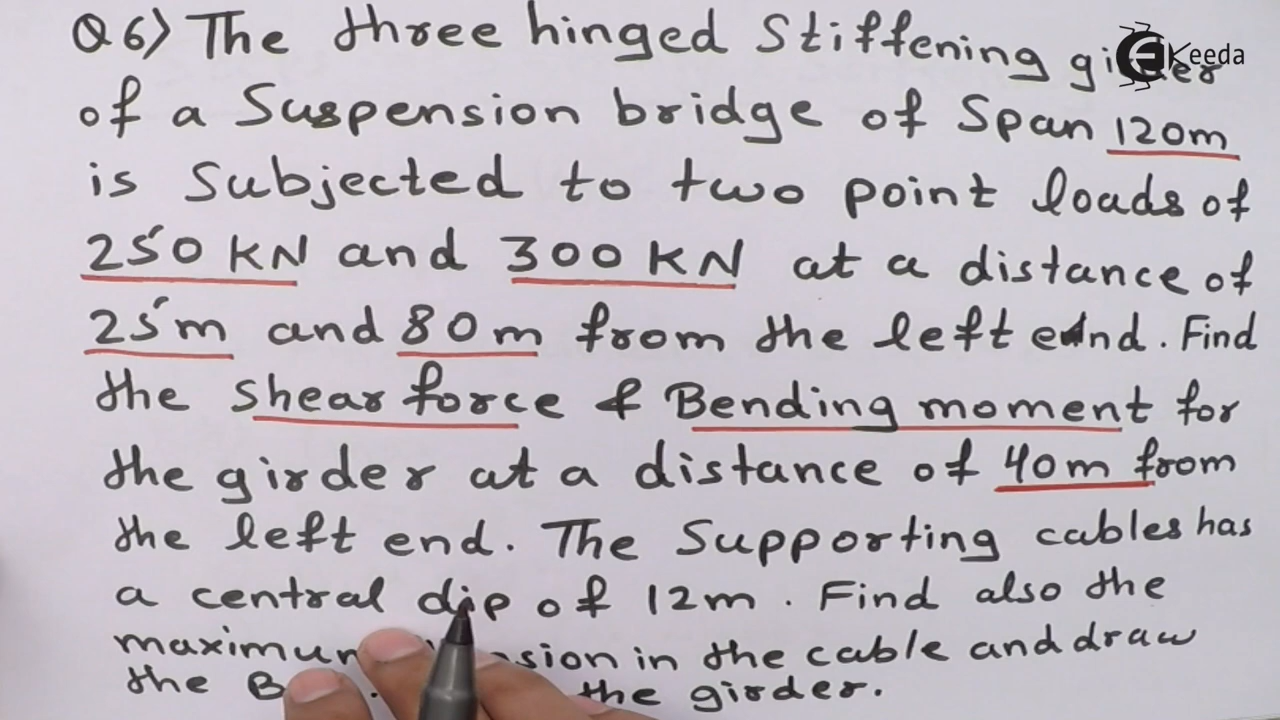 Q6) The three hinged Stiffening
Keeda
of a Suspension bridge of Span 120m
is Subjected to two point loads of
250 KN and 300 KN at a distance of
25m and 80m from the left end. Find
the shear force & Bending moment for
the girder at a distance of 40m from
the left end. The Supporting cables has
a central dip of 12m. Find also the
in the cable and draw
the the girder.